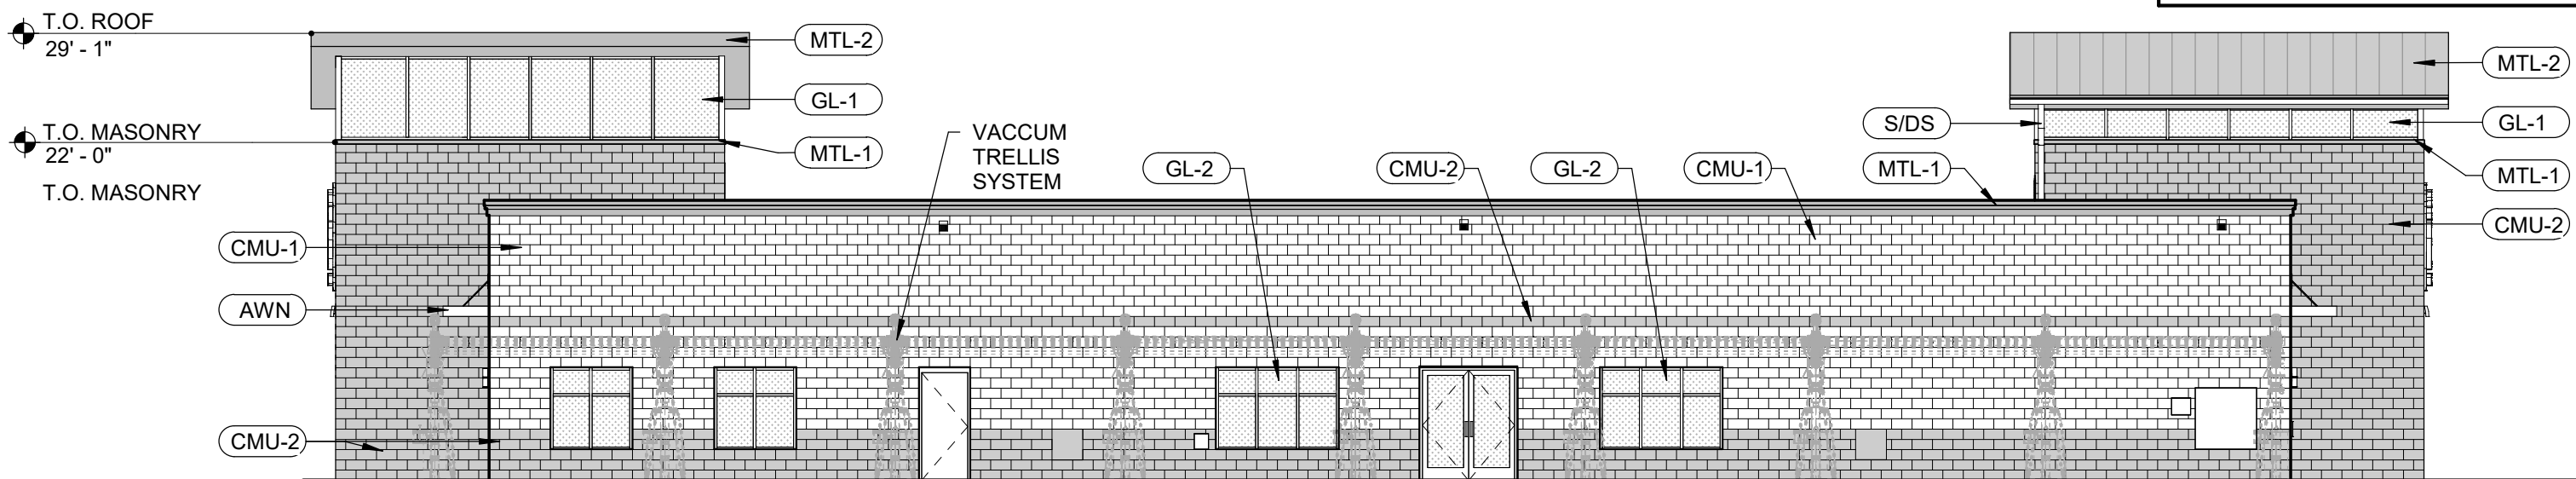 T.O. ROOF
29' - 1"
MTL-2
MTL-2
GL-1
S/DS
GL-1
T.O. MASONRY
22' - 0"
VACCUM
TRELLIS
SYSTEM
MTL-1
GL-2
CMU-2
GL-2
CMU-1
MTL-1
MTL-1
T.O. MASONRY
CMU-2
CMU-1
AWN
CMU-2